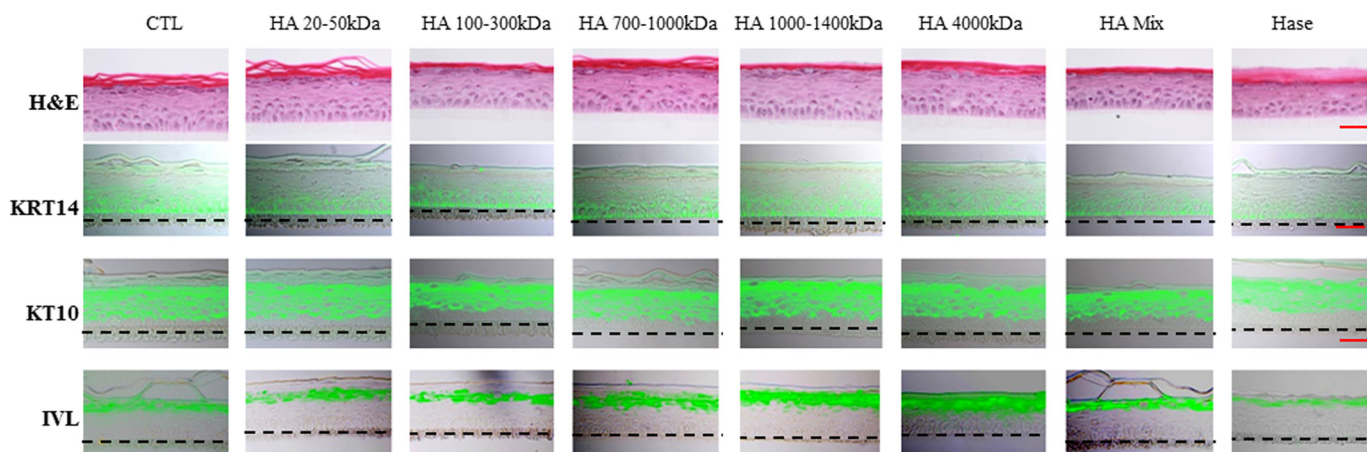 CTL HA 20-50kDa HA 100-300kDa HA 700-1000kDa HA 1000-1400kDa HA 4000kDa HA Mix Hase
H&E
KRT14
KT10
IVL